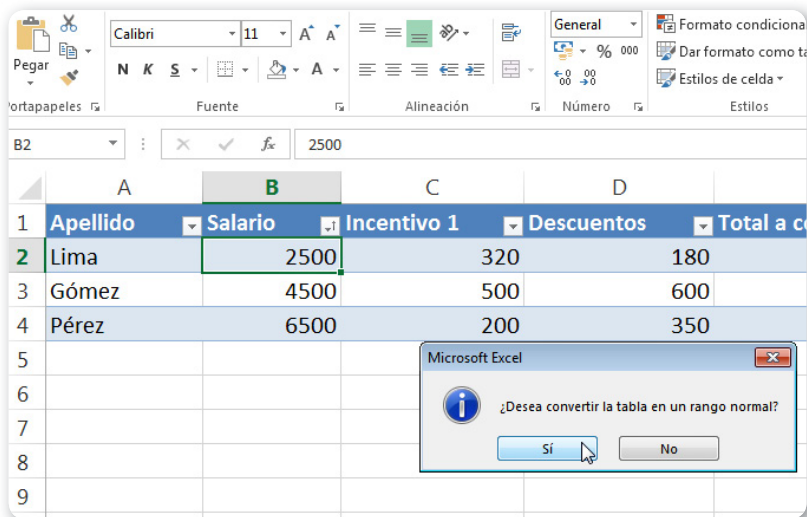 Calibri 11 A A General Formato condiciona
Pegar N K S A % 000 Dar formato como ta
Estilos de celda
ortapapeles Fuente Alineación Número Estilos
B2 fx 2500
A B C D
1 Apellido Salario Incentivo 1 Descuentos Total a c
2 Lima 2500 320 180
3 Gómez 4500 500 600
4 Pérez 6500 200 350
5
Microsoft Excel
6
¿Desea convertir la tabla en un rango normal?
7
Sí No
8
9